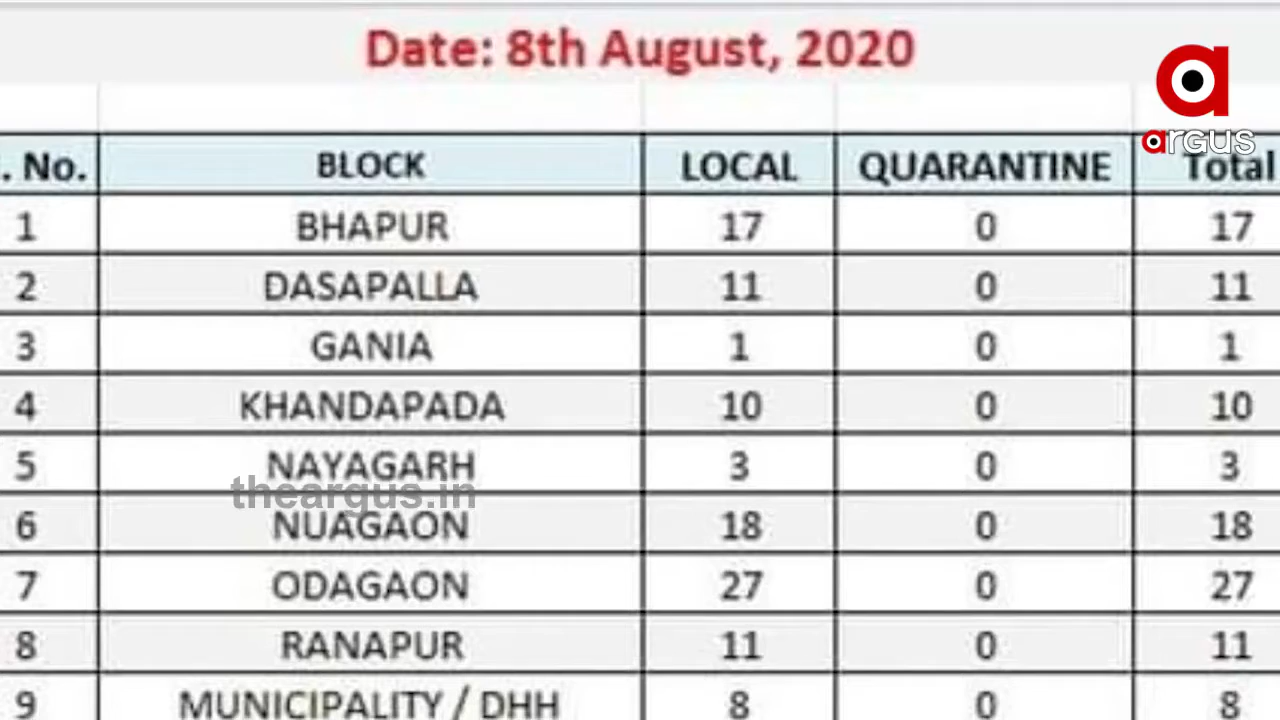 Date: 8th August, 2020
argus
. No. BLOCK LOCAL QUARANTINE Total
1 BHAPUR 17 0 17
2 DASAPALLA 11 0 11
3 GANIA 1 0 1
4 KHANDAPADA 10 0 10
5 NAYAGARH 3 0 3
theargus.in
6 NUAGAON 18 0 18
7 ODAGAON 27 0 27
8 RANAPUR 11 0 11
9 MUNICIPALITY / DHH 8 0 8